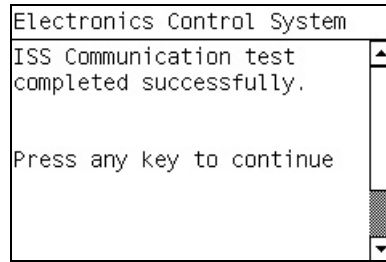 Electronics Control System
ISS Communication test
completed successfully.
Press any key to continue